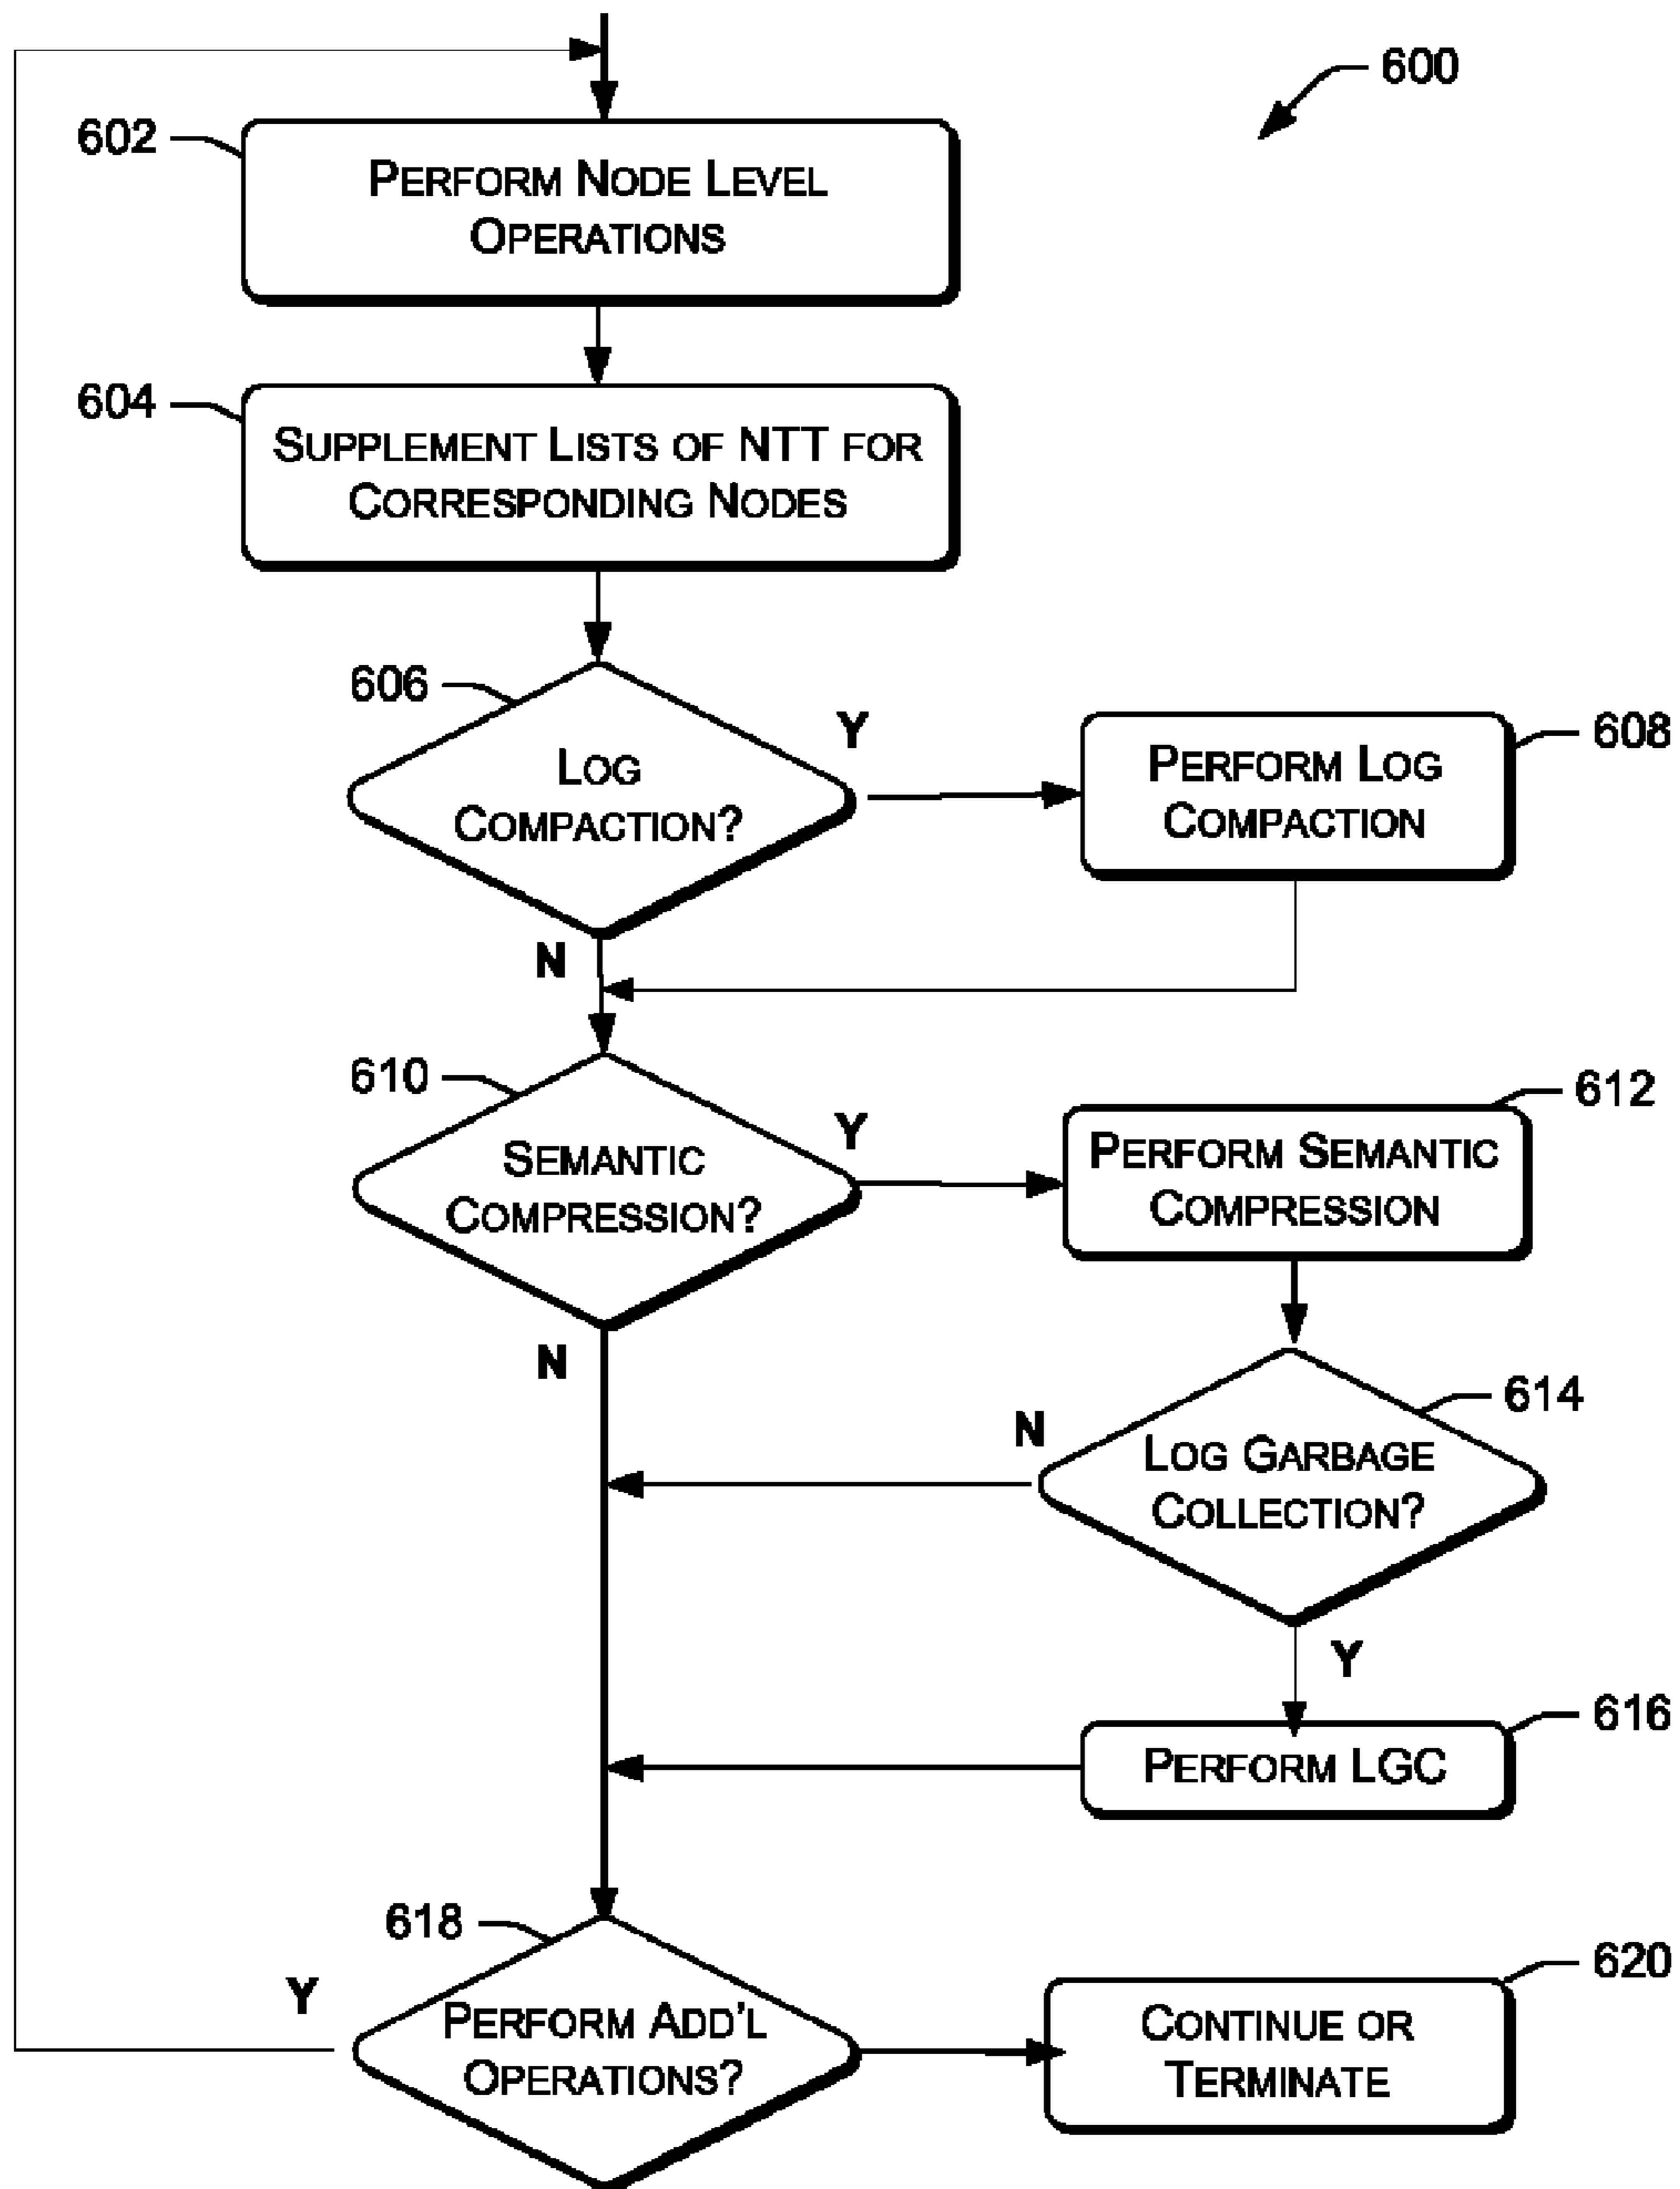 600
602
PERFORM NODE LEVEL
OPERATIONS
604
SUPPLEMENT LISTS OF NTT FOR
CORRESPONDING NODES
606
LOG
COMPACTION?
Y
608
PERFORM LOG
COMPACTION
N
610
SEMANTIC
COMPRESSION?
Y
612
PERFORM SEMANTIC
COMPRESSION
N
614
LOG GARBAGE
COLLECTION?
N
Y
616
PERFORM LGC
618
PERFORM ADD'L
OPERATIONS?
Y
620
CONTINUE OR
TERMINATE